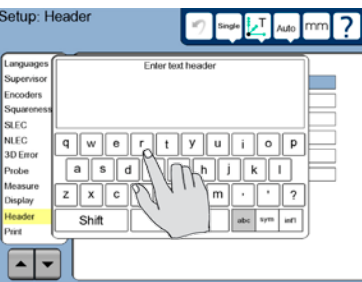 Setup: Header
Single Auto mm ?
Languages
Supervisor
Encoders
Squareness
SLEC
NLEC
3D Error
Probe
Measure
Display
Header
Print
Enter text header
q w e r t y u i o p
a s d h j k l
z x c m . ' ?
Shift abc sym intl